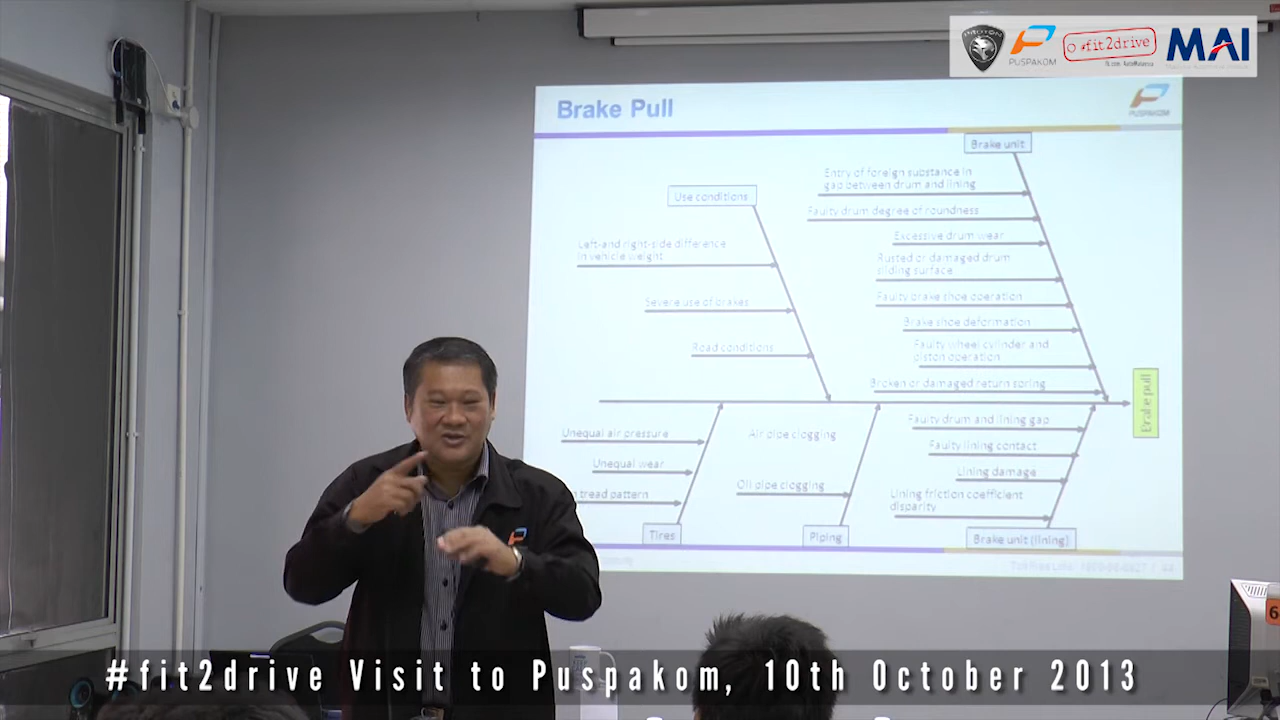 PROTON
PUSPAKOM
#fit2drive
MAI
Brake Pull
PUSPAKOM
Brake unit
Entry of foreign substance in
gap between drum and lining
Use conditions
Faulty drum degree of roundness
Excessive drum wear
Left-and right-side difference
in vehicle weight
Rusted or damaged drum
sliding surface
Severe use of brakes
Faulty brake shoe operation
Brake shoe deformation
Road conditions
Faulty wheel cylinder and
piston operation
Broken or damaged return spring
Brake pull
Unequal air pressure
Air pipe clogging
Faulty drum and lining gap
Faulty lining contact
Unequal wear
Lining damage
Oil pipe clogging
tread pattern
Lining friction coefficient
disparity
Tires
Piping
Brake unit (lining)
6
#fit2drive Visit to Puspakom, 10th October 2013